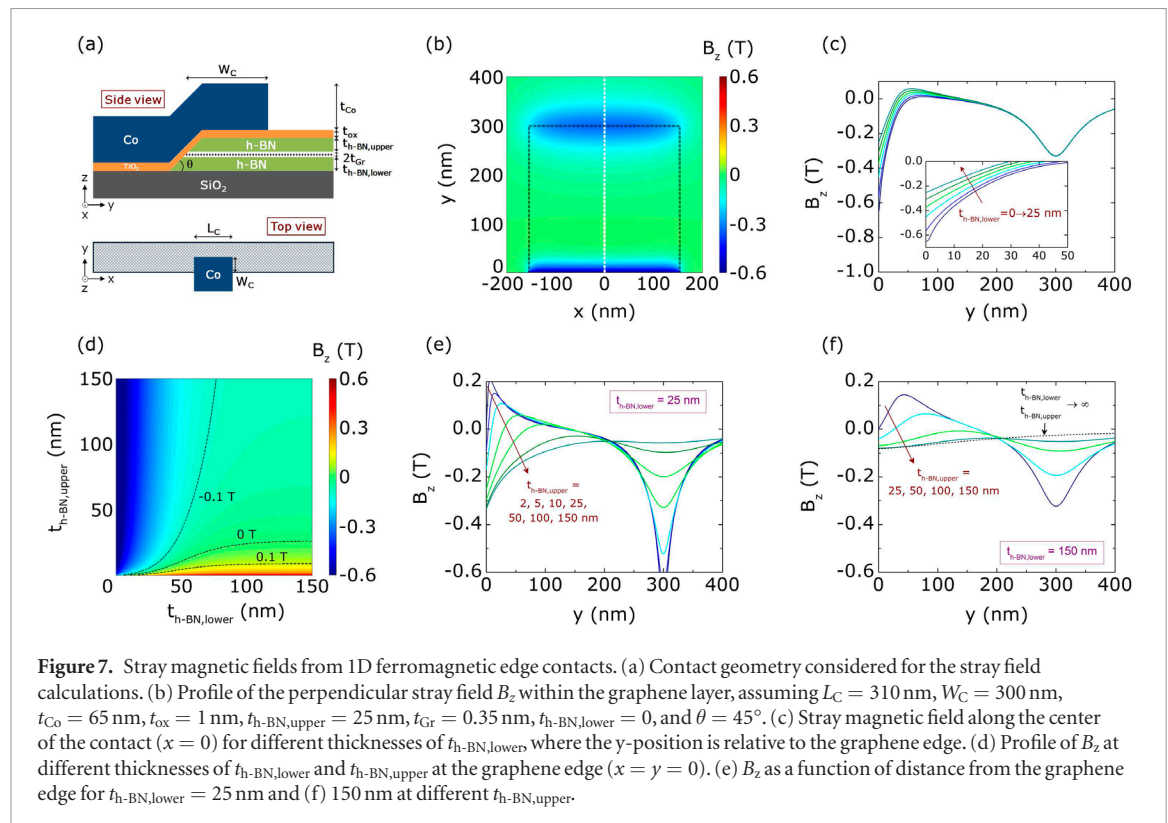 (a)
W_C
Side view
t_Co
Co
t_ox
h-BN
t_h-BN,upper
2t_Gr
TiO₂
θ
h-BN
t_h-BN,lower
SiO₂
z
x
y
Top view
L_C
y
z
x
Co
W_C
(b)
B_z (T)
400
300
200
100
0
y (nm)
-200 -100 0 100 200
x (nm)
0.6
0.3
0
-0.3
-0.6
(c)
0.0
-0.2
-0.4
-0.6
-0.8
-1.0
B_z (T)
0.0
-0.2
-0.4
-0.6
t_h-BN,lower=0→25 nm
0 10 20 30 40 50
0 100 200 300 400
y (nm)
(d)
B_z (T)
150
100
50
0
t_h-BN,upper (nm)
-0.1 T
0 T
0.1 T
50 100 150
t_h-BN,lower (nm)
0.6
0.3
0
-0.3
-0.6
(e)
0.2
0.0
-0.2
-0.4
-0.6
B_z (T)
t_h-BN,lower = 25 nm
t_h-BN,upper =
2, 5, 10, 25,
50, 100, 150 nm
0 100 200 300 400
y (nm)
(f)
0.2
0.0
-0.2
-0.4
-0.6
B_z (T)
t_h-BN,lower
t_h-BN,upper
→ ∞
t_h-BN,upper =
25, 50, 100, 150 nm
t_h-BN,lower = 150 nm
0 100 200 300 400
y (nm)
Figure 7. Stray magnetic fields from 1D ferromagnetic edge contacts. (a) Contact geometry considered for the stray field
calculations. (b) Profile of the perpendicular stray field B_z within the graphene layer, assuming L_C = 310 nm, W_C = 300 nm,
t_Co = 65 nm, t_ox = 1 nm, t_h-BN,upper = 25 nm, t_Gr = 0.35 nm, t_h-BN,lower = 0, and θ = 45°. (c) Stray magnetic field along the center
of the contact (x = 0) for different thicknesses of t_h-BN,lower, where the y-position is relative to the graphene edge. (d) Profile of B_z at
different thicknesses of t_h-BN,lower and t_h-BN,upper at the graphene edge (x = y = 0). (e) B_z as a function of distance from the graphene
edge for t_h-BN,lower = 25 nm and (f) 150 nm at different t_h-BN,upper.